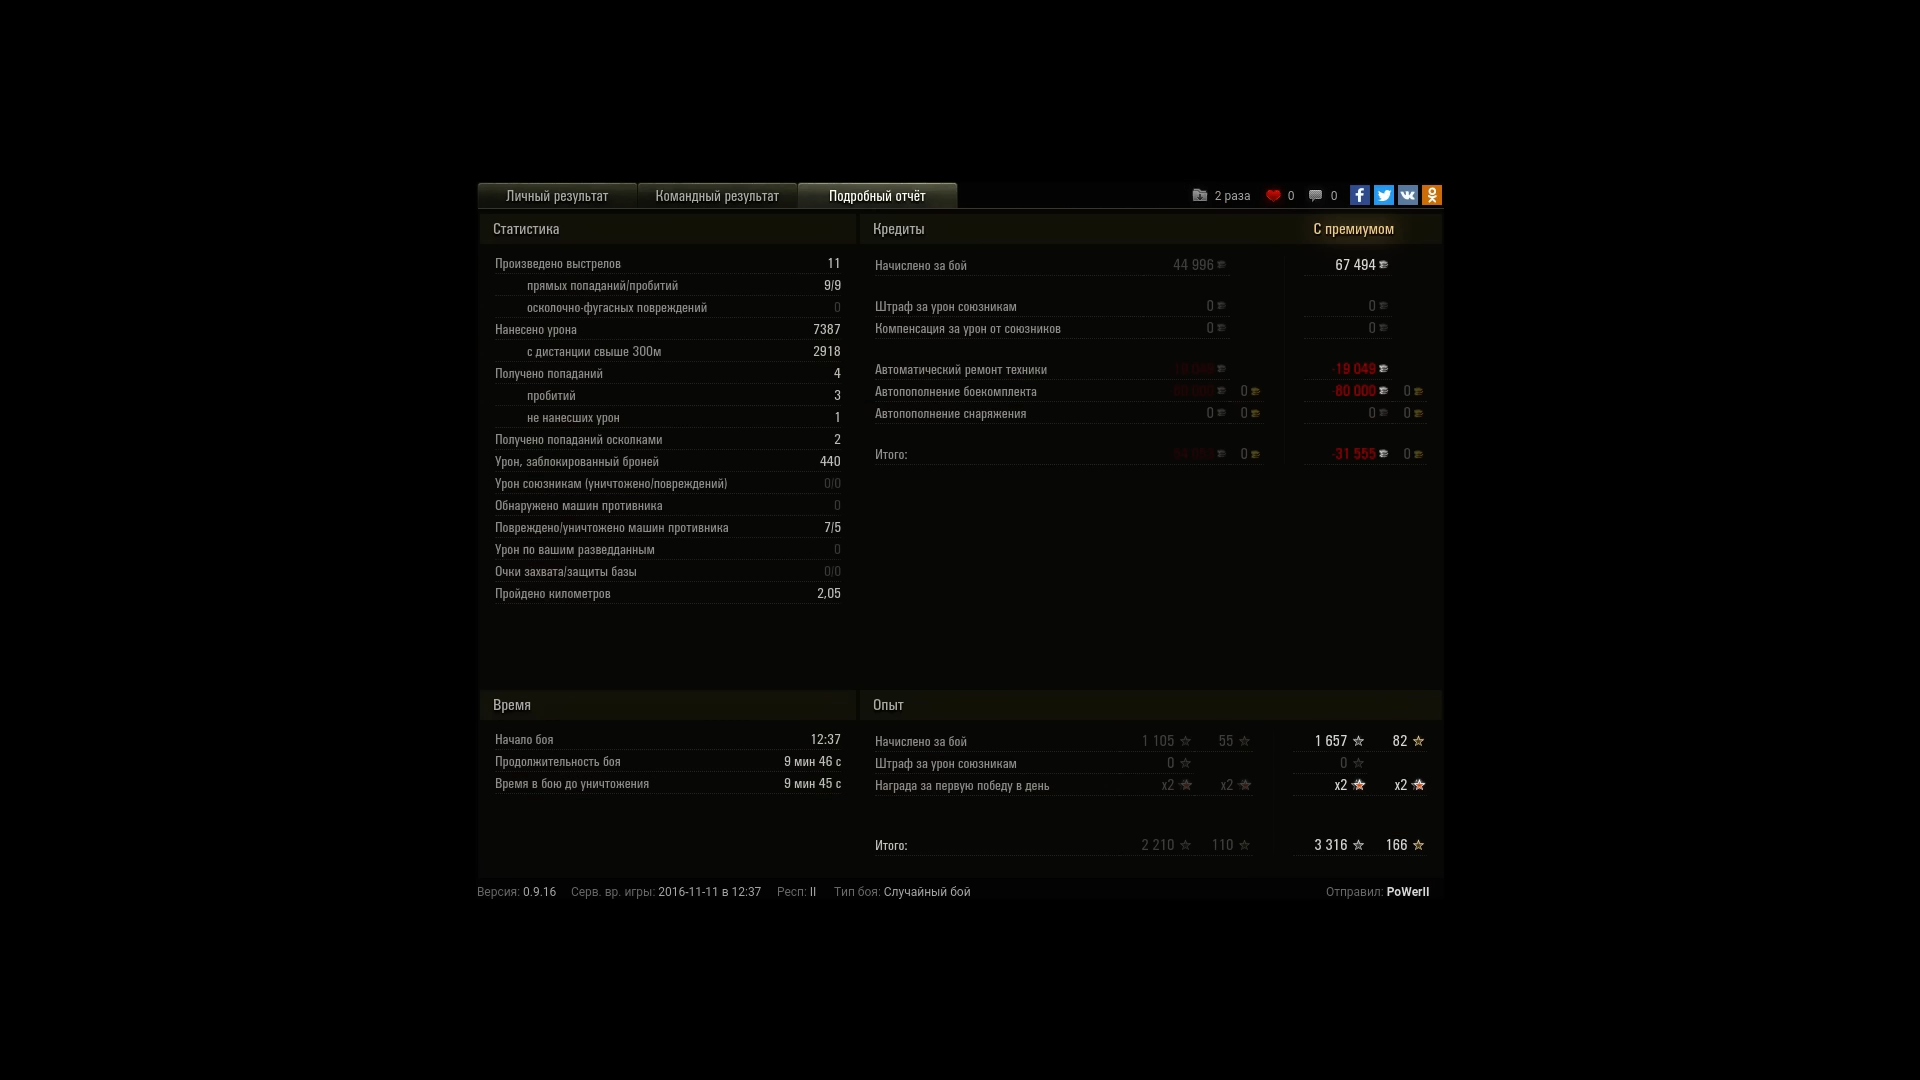 Личный результат Командный результат Подробный отчёт 2 раза 0 0
Статистика
Произведено выстрелов 11
прямых попаданий/пробитий 9/9
осколочно-фугасных повреждений 0
Нанесено урона 7387
с дистанции свыше 300м 2918
Получено попаданий 4
пробитий 3
не нанесших урон 1
Получено попаданий осколками 2
Урон, заблокированный броней 440
Урон союзникам (уничтожено/повреждений) 0/0
Обнаружено машин противника 0
Повреждено/уничтожено машин противника 7/5
Урон по вашим разведданным 0
Очки захвата/защиты базы 0/0
Пройдено километров 2,05
Кредиты С премиумом
Начислено за бой 44 996 67 494
Штраф за урон союзникам 0 0
Компенсация за урон от союзников 0 0
Автоматический ремонт техники -19 049
Автопополнение боекомплекта 0 -80 000 0
Автопополнение снаряжения 0 0 0 0
Итого: 0 -31 555 0
Время
Начало боя 12:37
Продолжительность боя 9 мин 46 с
Время в бою до уничтожения 9 мин 45 с
Опыт
Начислено за бой 1 105 55 1 657 82
Штраф за урон союзникам 0 0
Награда за первую победу в день x2 x2 x2 x2
Итого: 2 210 110 3 316 166
Версия: 0.9.16 Серв. вр. игры: 2016-11-11 в 12:37 Респ: II Тип боя: Случайный бой Отправил: PoWerII